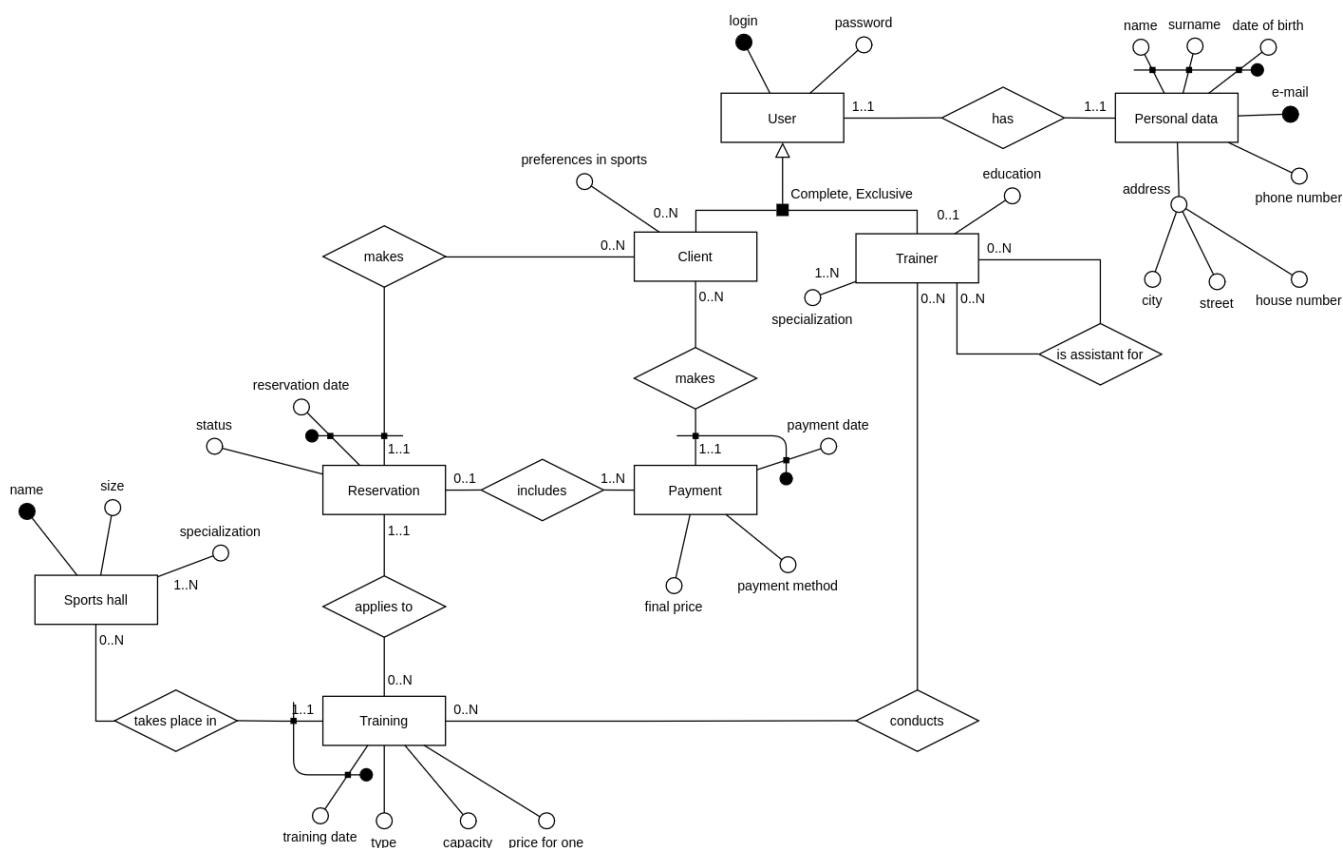 login
password
name
surname
date of birth
User
1..1
has
1..1
Personal data
e-mail
preferences in sports
Complete, Exclusive
education
address
phone number
0..N
0..1
makes
0..N
Client
Trainer
0..N
1..N
0..N
0..N
0..N
specialization
city
street
house number
is assistant for
makes
reservation date
status
payment date
1..1
1..1
name
size
Reservation
0..1
includes
1..N
Payment
specialization
1..1
1..N
payment method
final price
Sports hall
applies to
0..N
0..N
takes place in
1..1
Training
0..N
conducts
training date
type
capacity
price for one